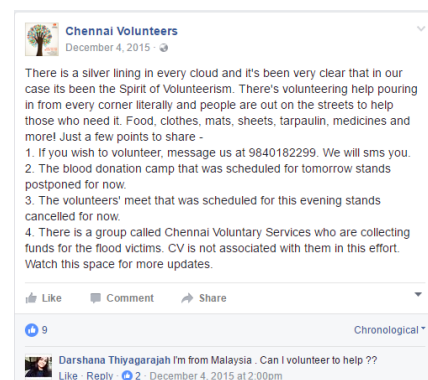 Chennai Volunteers
December 4, 2015 ·
There is a silver lining in every cloud and it's been very clear that in our
case its been the Spirit of Volunteerism. There's volunteering help pouring
in from every corner literally and people are out on the streets to help
those who need it. Food, clothes, mats, sheets, tarpaulin, medicines and
more! Just a few points to share -
1. If you wish to volunteer, message us at 9840182299. We will sms you.
2. The blood donation camp that was scheduled for tomorrow stands
postponed for now.
3. The volunteers' meet that was scheduled for this evening stands
cancelled for now.
4. There is a group called Chennai Voluntary Services who are collecting
funds for the flood victims. CV is not associated with them in this effort.
Watch this space for more updates.
Like Comment Share
9 Chronological
Darshana Thiyagarajah I'm from Malaysia . Can I volunteer to help ??
Like · Reply · 2 · December 4, 2015 at 2:00pm